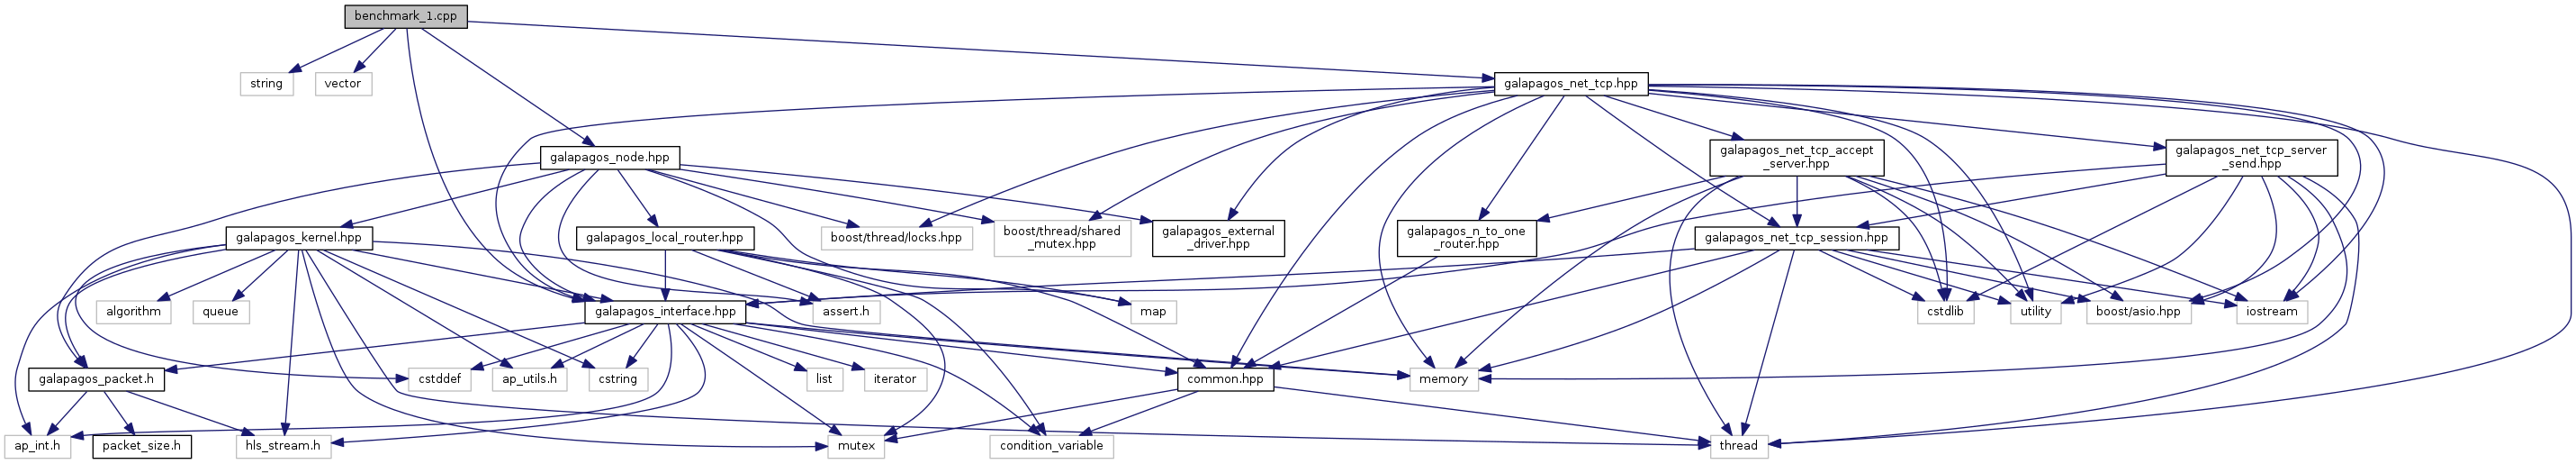 benchmark_1.cpp
string
vector
galapagos_net_tcp.hpp
galapagos_node.hpp
galapagos_net_tcp_accept
_server.hpp
galapagos_net_tcp_server
_send.hpp
galapagos_kernel.hpp
galapagos_local_router.hpp
boost/thread/locks.hpp
boost/thread/shared
_mutex.hpp
galapagos_external
_driver.hpp
galapagos_n_to_one
_router.hpp
galapagos_net_tcp_session.hpp
algorithm
queue
galapagos_interface.hpp
assert.h
map
cstdlib
utility
boost/asio.hpp
iostream
galapagos_packet.h
cstddef
ap_utils.h
cstring
list
iterator
common.hpp
memory
ap_int.h
packet_size.h
hls_stream.h
mutex
condition_variable
thread